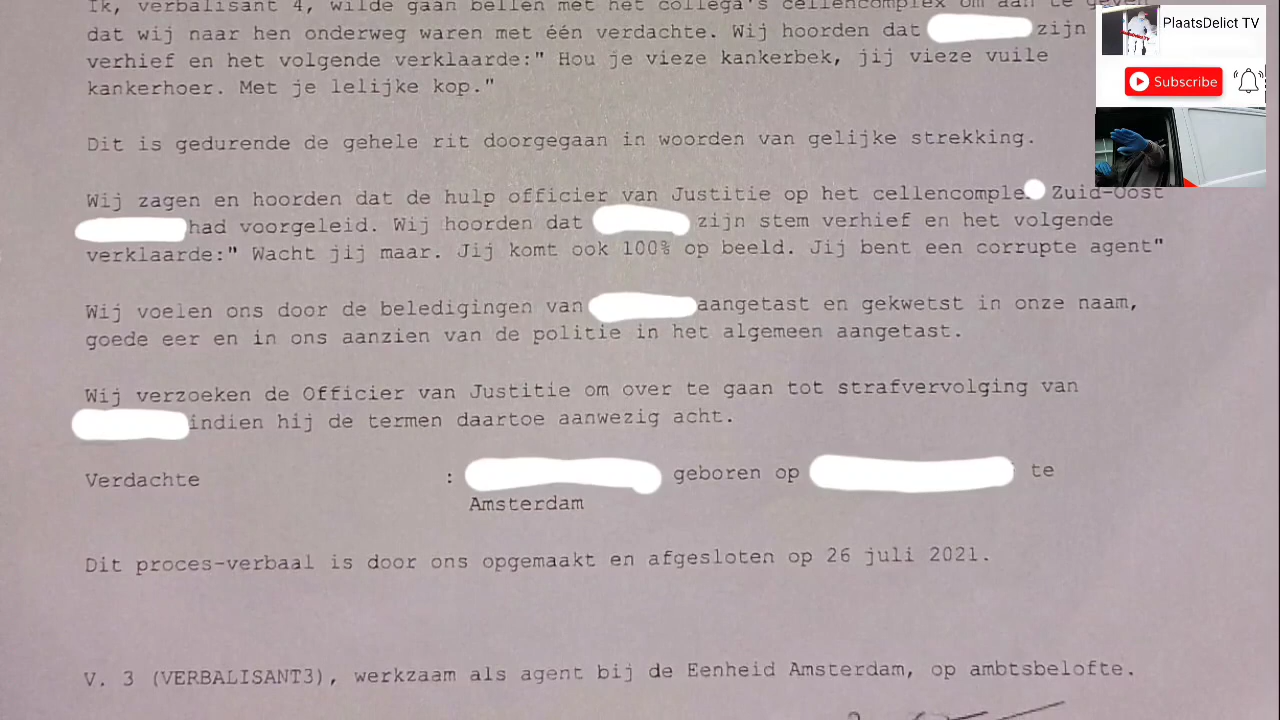 Ik, verbalisant 4, wilde gaan bellen met het collega's cellencomplex om aan te geven
dat wij naar hen onderweg waren met één verdachte. Wij hoorden dat zijn
verhief en het volgende verklaarde:" Hou je vieze kankerbek, jij vieze vuile
kankerhoer. Met je lelijke kop."
Dit is gedurende de gehele rit doorgegaan in woorden van gelijke strekking.
Wij zagen en hoorden dat de hulp officier van Justitie op het cellencomple Zuid-Oost
had voorgeleid. Wij hoorden dat zijn stem verhief en het volgende
verklaarde:" Wacht jij maar. Jij komt ook 100% op beeld. Jij bent een corrupte agent"
Wij voelen ons door de beledigingen van aangetast en gekwetst in onze naam,
goede eer en in ons aanzien van de politie in het algemeen aangetast.
Wij verzoeken de Officier van Justitie om over te gaan tot strafvervolging van
indien hij de termen daartoe aanwezig acht.
Verdachte : geboren op te
Amsterdam
Dit proces-verbaal is door ons opgemaakt en afgesloten op 26 juli 2021.
V. 3 (VERBALISANT3), werkzaam als agent bij de Eenheid Amsterdam, op ambtsbelofte.
PlaatsDelict TV
Subscribe